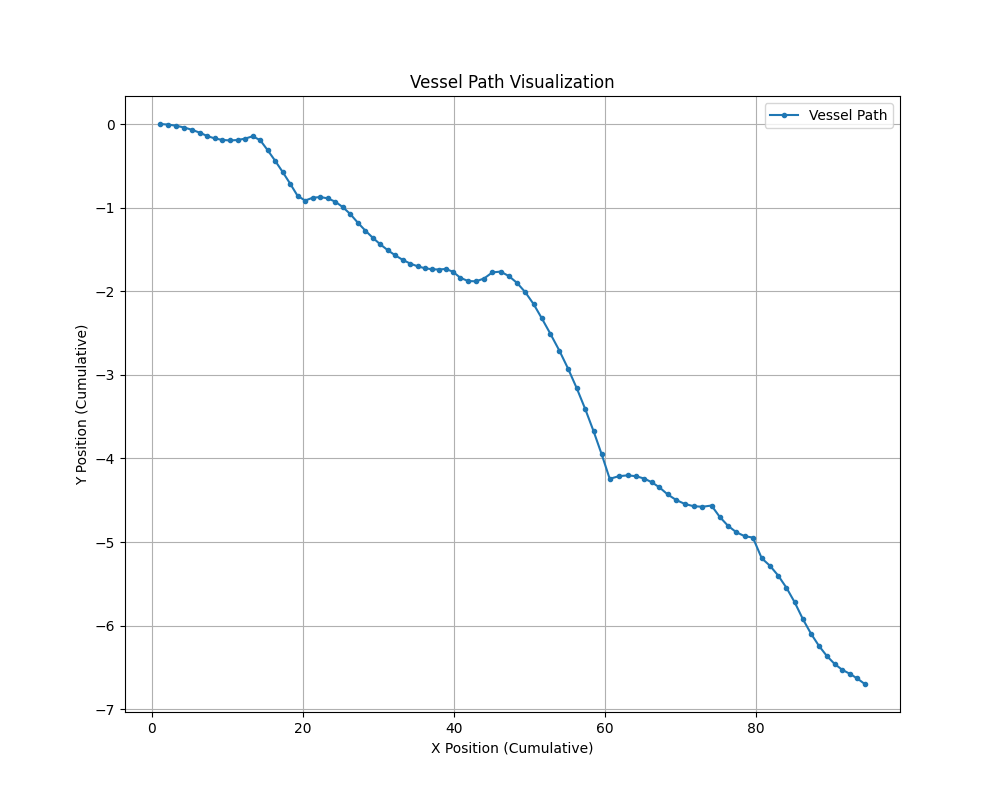 Vessel Path Visualization
Vessel Path
Y Position (Cumulative)
0
−1
−2
−3
−4
−5
−6
−7
0 20 40 60 80
X Position (Cumulative)